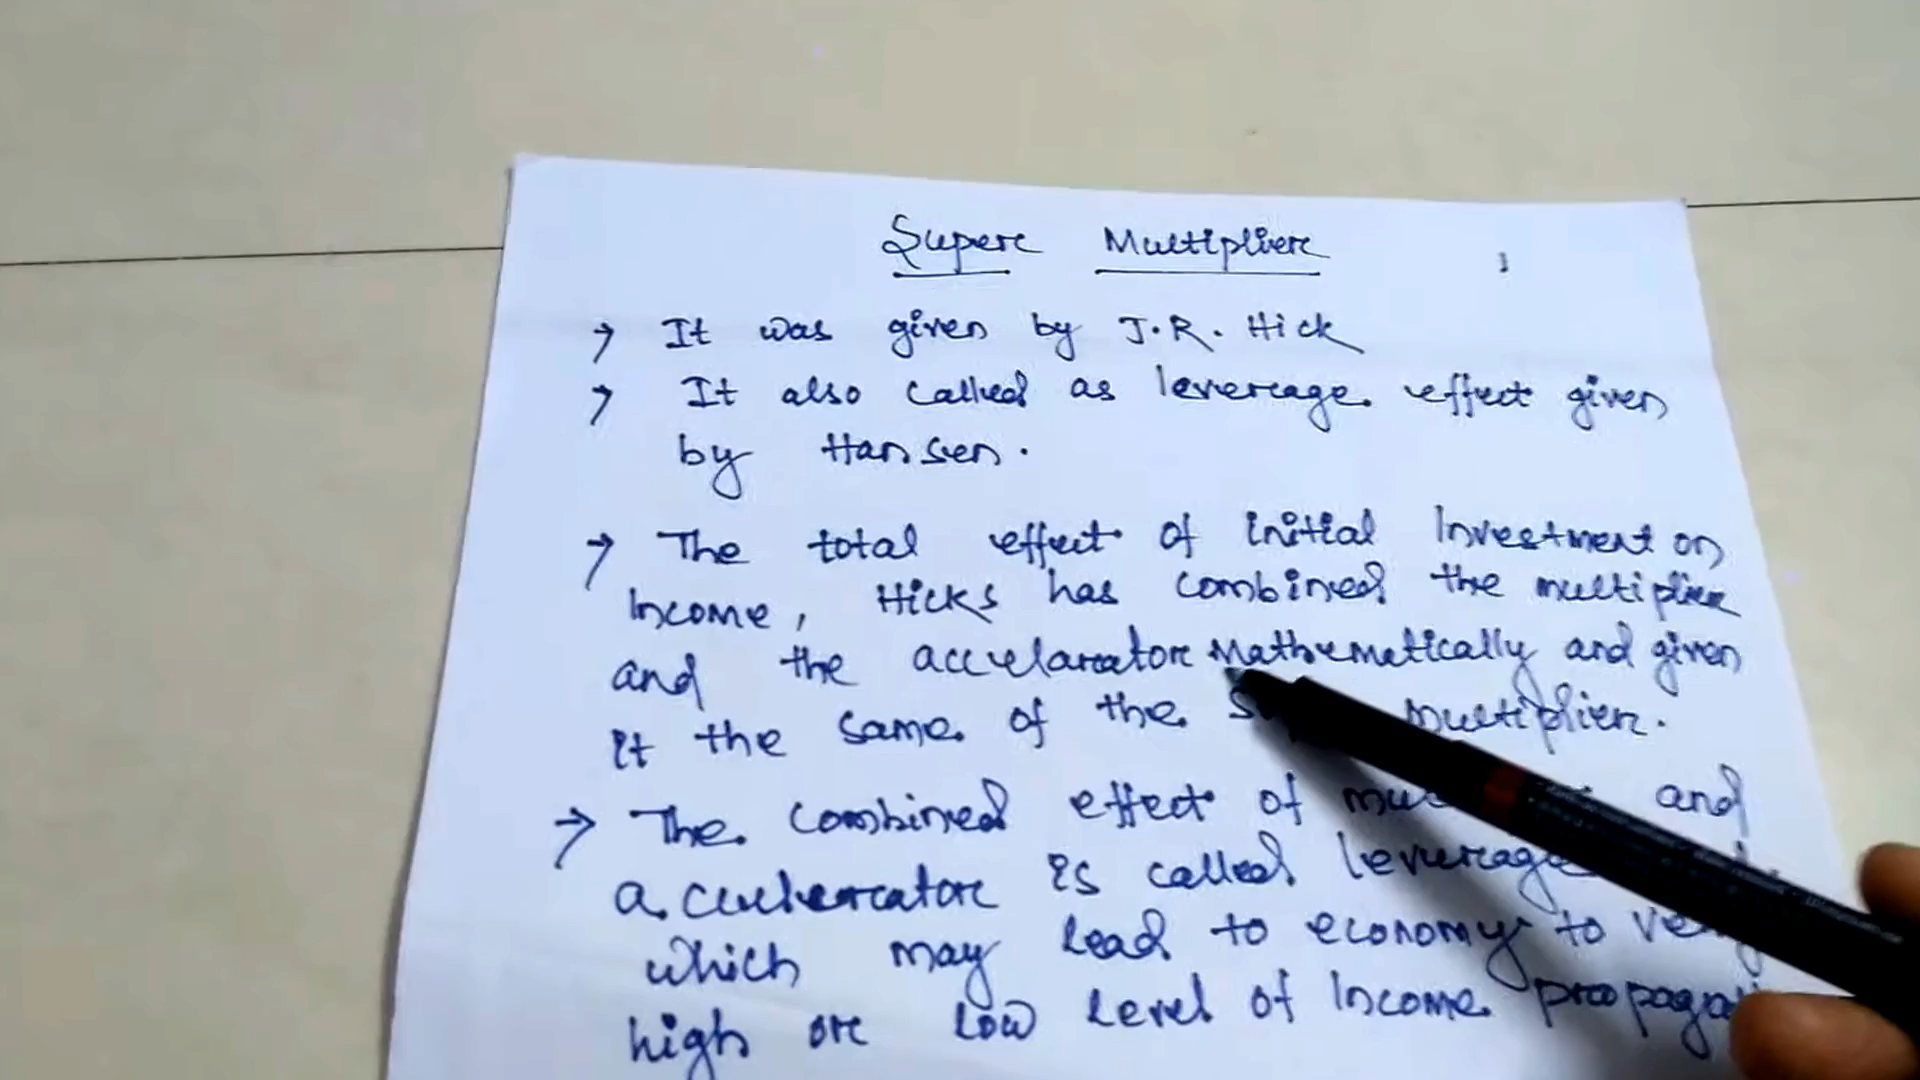 Super Multiplier
→ It was given by J.R. Hick
→ It also called as leverage effect given
by Hansen.
→ The total effect of initial Investment on
Income, Hicks has combined the multiplier
and the accelarator Mathematically and given
it the same of the multiplier.
→ The combined effect of and
accelerator is called leverage
which may lead to economy to very
high or low level of Income